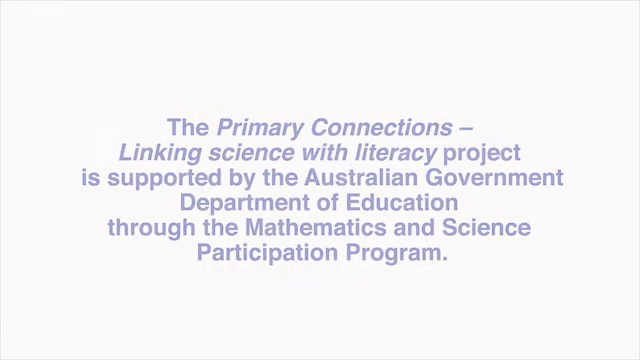 The Primary Connections –
Linking science with literacy project
is supported by the Australian Government
Department of Education
through the Mathematics and Science
Participation Program.